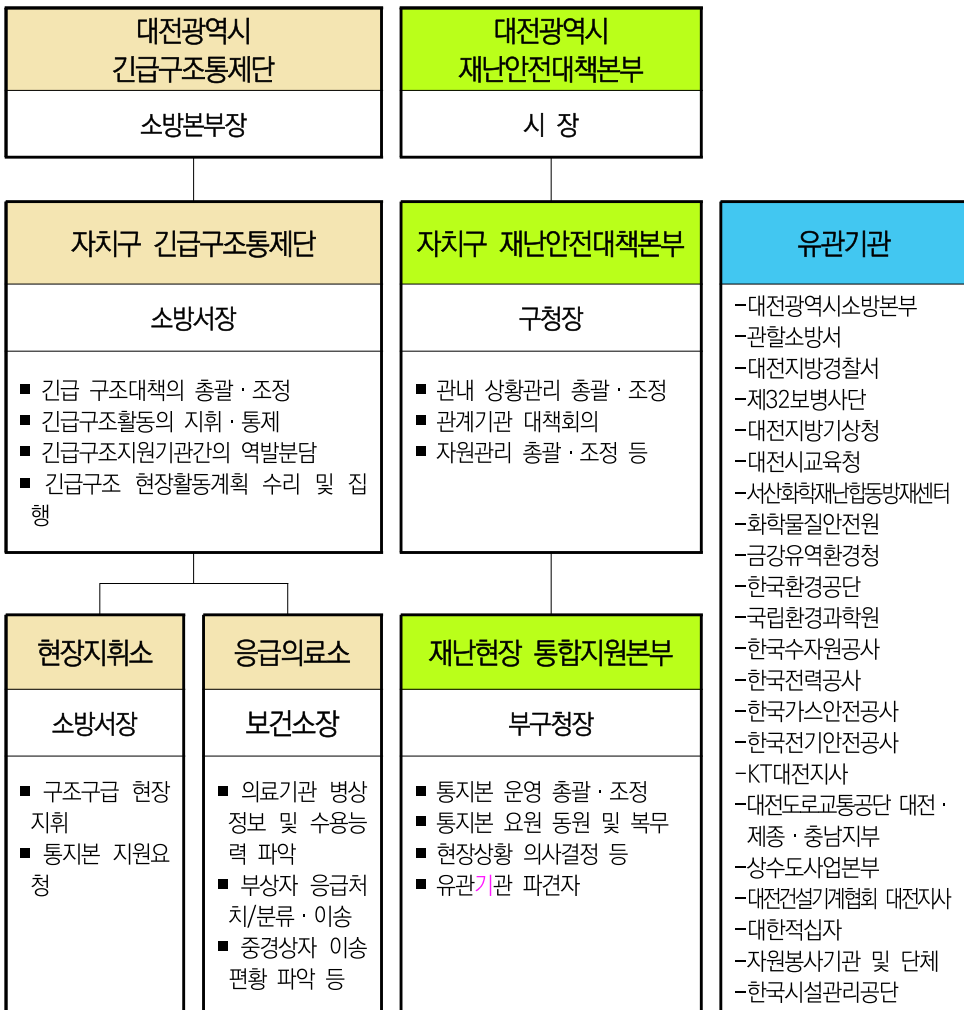 대전광역시
긴급구조통제단
소방본부장
대전광역시
재난안전대책본부
시 장
자치구 긴급구조통제단
소방서장
■ 긴급 구조대책의 총괄·조정
■ 긴급구조활동의 지휘·통제
■ 긴급구조지원기관간의 역발분담
■ 긴급구조 현장활동계획 수리 및 집
행
자치구 재난안전대책본부
구청장
■ 관내 상황관리 총괄·조정
■ 관계기관 대책회의
■ 자원관리 총괄·조정 등
현장지휘소
소방서장
■ 구조구급 현장
지휘
■ 통지본 지원요
청
응급의료소
보건소장
■ 의료기관 병상
정보 및 수용능
력 파악
■ 부상자 응급처
치/분류·이송
■ 중경상자 이송
편황 파악 등
재난현장 통합지원본부
부구청장
■ 통지본 운영 총괄·조정
■ 통지본 요원 동원 및 복무
■ 현장상황 의사결정 등
■ 유관기관 파견자
유관기관
-대전광역시소방본부
-관할소방서
-대전지방경찰서
-제32보병사단
-대전지방기상청
-대전시교육청
-서산화학재난합동방재센터
-화학물질안전원
-금강유역환경청
-한국환경공단
-국립환경과학원
-한국수자원공사
-한국전력공사
-한국가스안전공사
-한국전기안전공사
-KT대전지사
-대전도로교통공단 대전·
제종·충남지부
-상수도사업본부
-대전건설기계협회 대전지사
-대한적십자
-자원봉사기관 및 단체
-한국시설관리공단